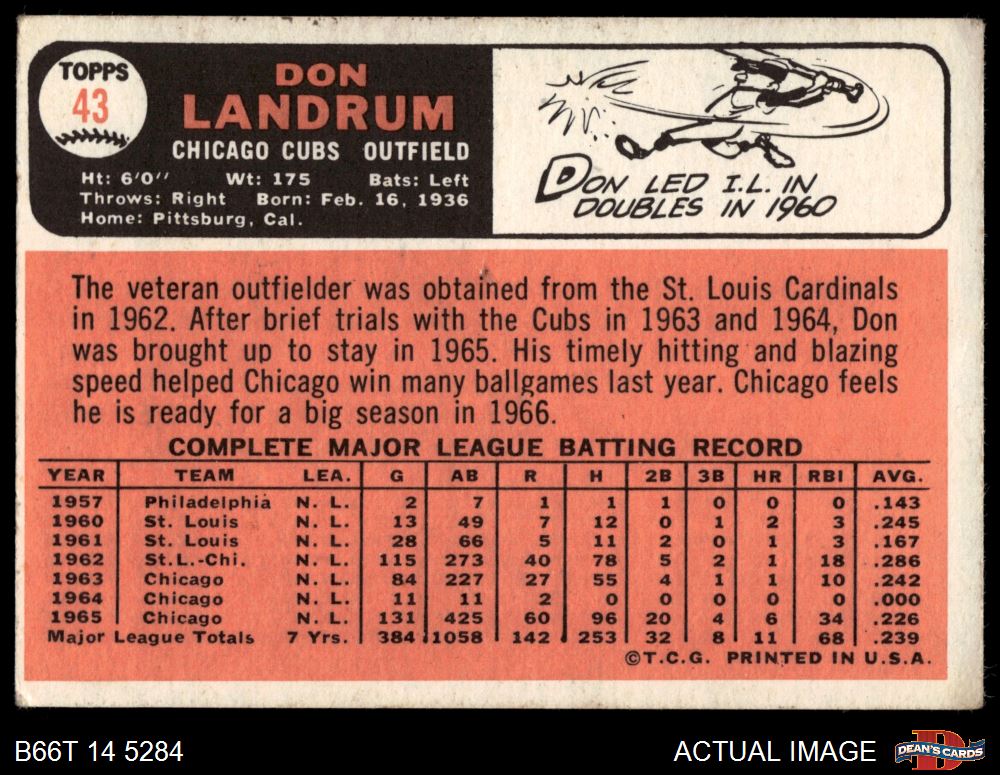 TOPPS
43
DON
LANDRUM
CHICAGO CUBS OUTFIELD
Ht: 6'0" Wt: 175 Bats: Left
Throws: Right Born: Feb. 16, 1936
Home: Pittsburg, Cal.
DON LED I.L. IN
DOUBLES IN 1960
The veteran outfielder was obtained from the St. Louis Cardinals
in 1962. After brief trials with the Cubs in 1963 and 1964, Don
was brought up to stay in 1965. His timely hitting and blazing
speed helped Chicago win many ballgames last year. Chicago feels
he is ready for a big season in 1966.
COMPLETE MAJOR LEAGUE BATTING RECORD
YEAR TEAM LEA. G AB R H 2B 3B HR RBI AVG.
1957 Philadelphia N. L. 2 7 1 1 1 0 0 0 .143
1960 St. Louis N. L. 13 49 7 12 0 1 2 3 .245
1961 St. Louis N. L. 28 66 5 11 2 0 1 3 .167
1962 St.L.-Chi. N. L. 115 273 40 78 5 2 1 18 .286
1963 Chicago N. L. 84 227 27 55 4 1 1 10 .242
1964 Chicago N. L. 11 11 2 0 0 0 0 0 .000
1965 Chicago N. L. 131 425 60 96 20 4 6 34 .226
Major League Totals 7 Yrs. 384 1058 142 253 32 8 11 68 .239
©T.C.G. PRINTED IN U.S.A.
B66T 14 5284
ACTUAL IMAGE
DEAN'S CARDS